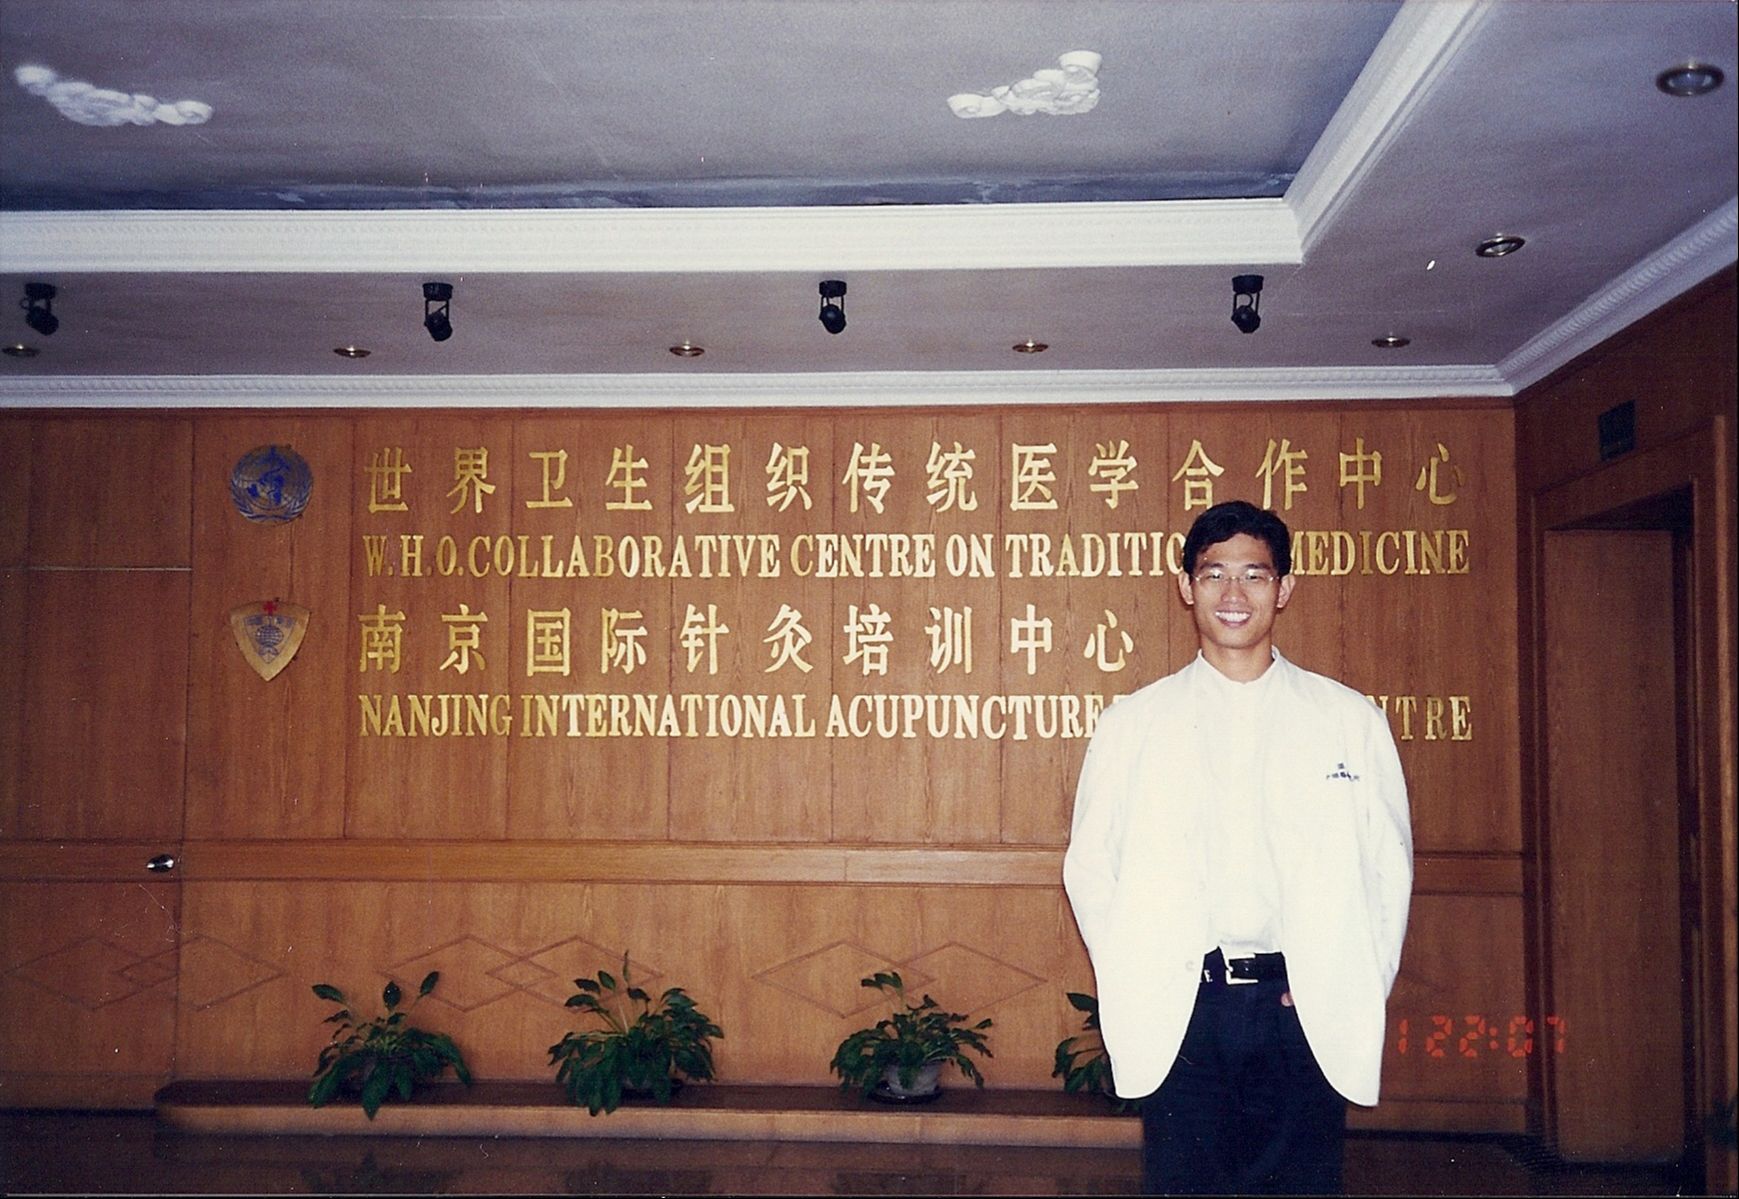 世界卫生组织传统医学合作中心
W.H.O.COLLABORATIVE CENTRE ON TRADITIO MEDICINE
南京国际针灸培训中心
NANJING INTERNATIONAL ACUPUNCTURE NTRE
1 22:07